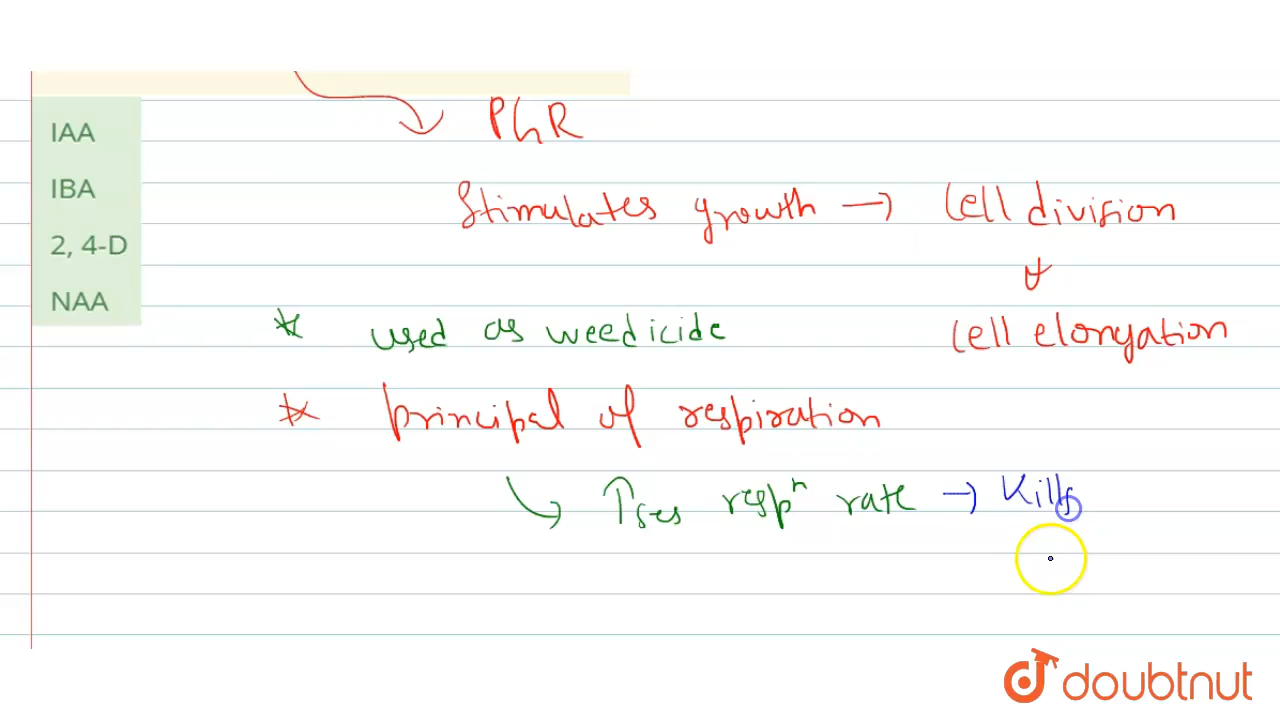 IAA
IBA
2, 4-D
NAA
PGR
Stimulates growth → Cell division
&
Cell elongation
* used as weedicide
* Principal of respiration
↳ ↑ses respⁿ rate → Kills
doubtnut